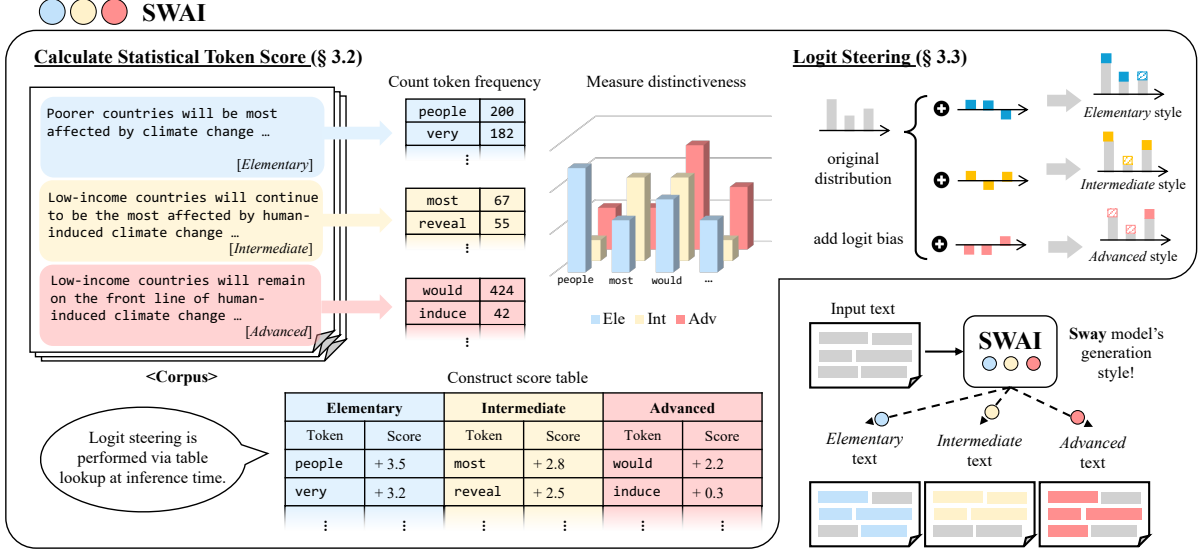 SWAI
Calculate Statistical Token Score (§ 3.2)
Poorer countries will be most
affected by climate change …
[Elementary]
Low-income countries will continue
to be the most affected by human-
induced climate change …
[Intermediate]
Low-income countries will remain
on the front line of human-
induced climate change …
[Advanced]
<Corpus>
Count token frequency
people 200
very 182
⋮
most 67
reveal 55
⋮
would 424
induce 42
⋮
Measure distinctiveness
people most would …
Ele Int Adv
Logit steering is
performed via table
lookup at inference time.
Construct score table
Elementary Intermediate Advanced
Token Score Token Score Token Score
people + 3.5 most + 2.8 would + 2.2
very + 3.2 reveal + 2.5 induce + 0.3
⋮ ⋮ ⋮ ⋮ ⋮ ⋮
Logit Steering (§ 3.3)
original
distribution
add logit bias
Elementary style
Intermediate style
Advanced style
Input text
SWAI
Sway model's
generation
style!
Elementary
text
Intermediate
text
Advanced
text